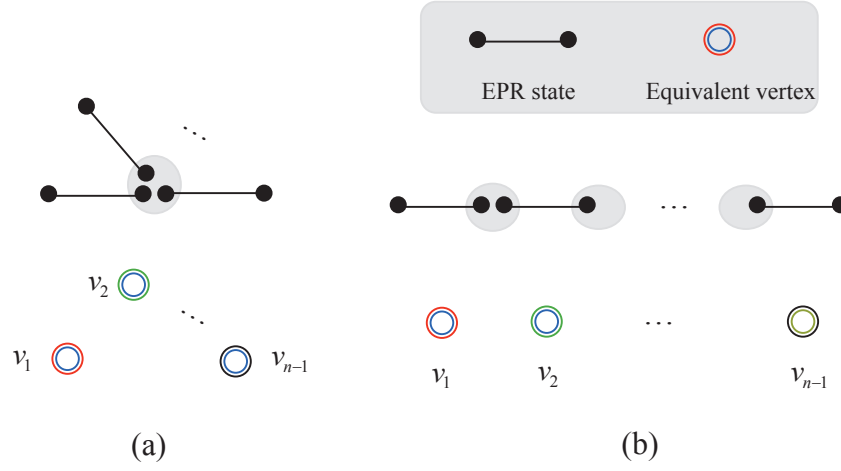 EPR state
Equivalent vertex
...
...
v₂
...
v₁
vₙ₋₁
...
v₁
v₂
vₙ₋₁
(a)
(b)